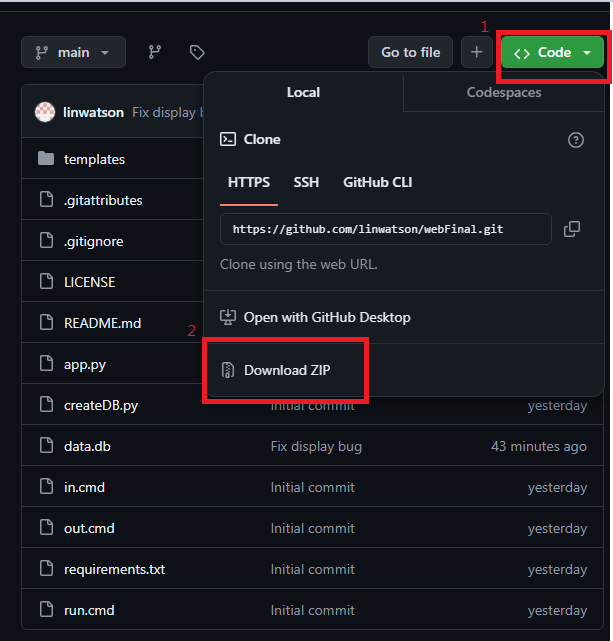 1
main
Go to file
Code
Local Codespaces
linwatson Fix display b
Clone
HTTPS SSH GitHub CLI
https://github.com/linwatson/webFinal.git
Clone using the web URL.
Open with GitHub Desktop
2
Download ZIP
templates
.gitattributes
.gitignore
LICENSE
README.md
app.py
createDB.py Initial commit yesterday
data.db Fix display bug 43 minutes ago
in.cmd Initial commit yesterday
out.cmd Initial commit yesterday
requirements.txt Initial commit yesterday
run.cmd Initial commit yesterday